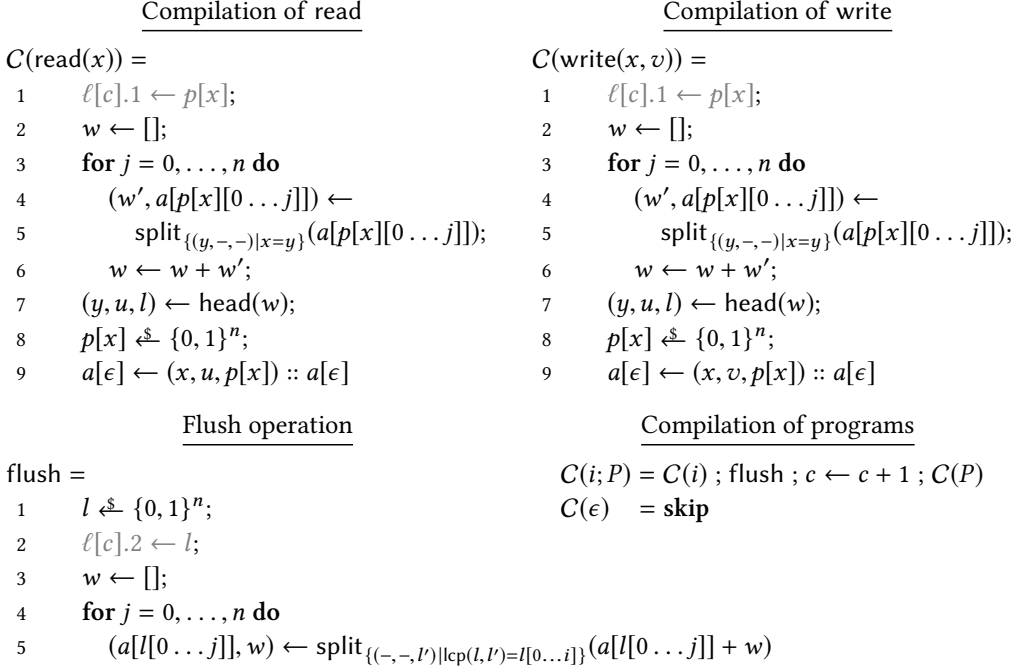 Compilation of read
C(read(x)) =
1 ℓ[c].1 ← p[x];
2 w ← [];
3 for j = 0, . . . , n do
4 (w′, a[p[x][0 . . . j]]) ←
5 split_{(y,−,−)|x=y}(a[p[x][0 . . . j]]);
6 w ← w + w′;
7 (y, u, l) ← head(w);
8 p[x] ←$ {0, 1}ⁿ;
9 a[ϵ] ← (x, u, p[x]) :: a[ϵ]
Compilation of write
C(write(x, v)) =
1 ℓ[c].1 ← p[x];
2 w ← [];
3 for j = 0, . . . , n do
4 (w′, a[p[x][0 . . . j]]) ←
5 split_{(y,−,−)|x=y}(a[p[x][0 . . . j]]);
6 w ← w + w′;
7 (y, u, l) ← head(w);
8 p[x] ←$ {0, 1}ⁿ;
9 a[ϵ] ← (x, v, p[x]) :: a[ϵ]
Flush operation
flush =
1 l ←$ {0, 1}ⁿ;
2 ℓ[c].2 ← l;
3 w ← [];
4 for j = 0, . . . , n do
5 (a[l[0 . . . j]], w) ← split_{(−,−,l′)|lcp(l,l′)=l[0...i]}(a[l[0 . . . j]] + w)
Compilation of programs
C(i; P) = C(i) ; flush ; c ← c + 1 ; C(P)
C(ϵ) = skip